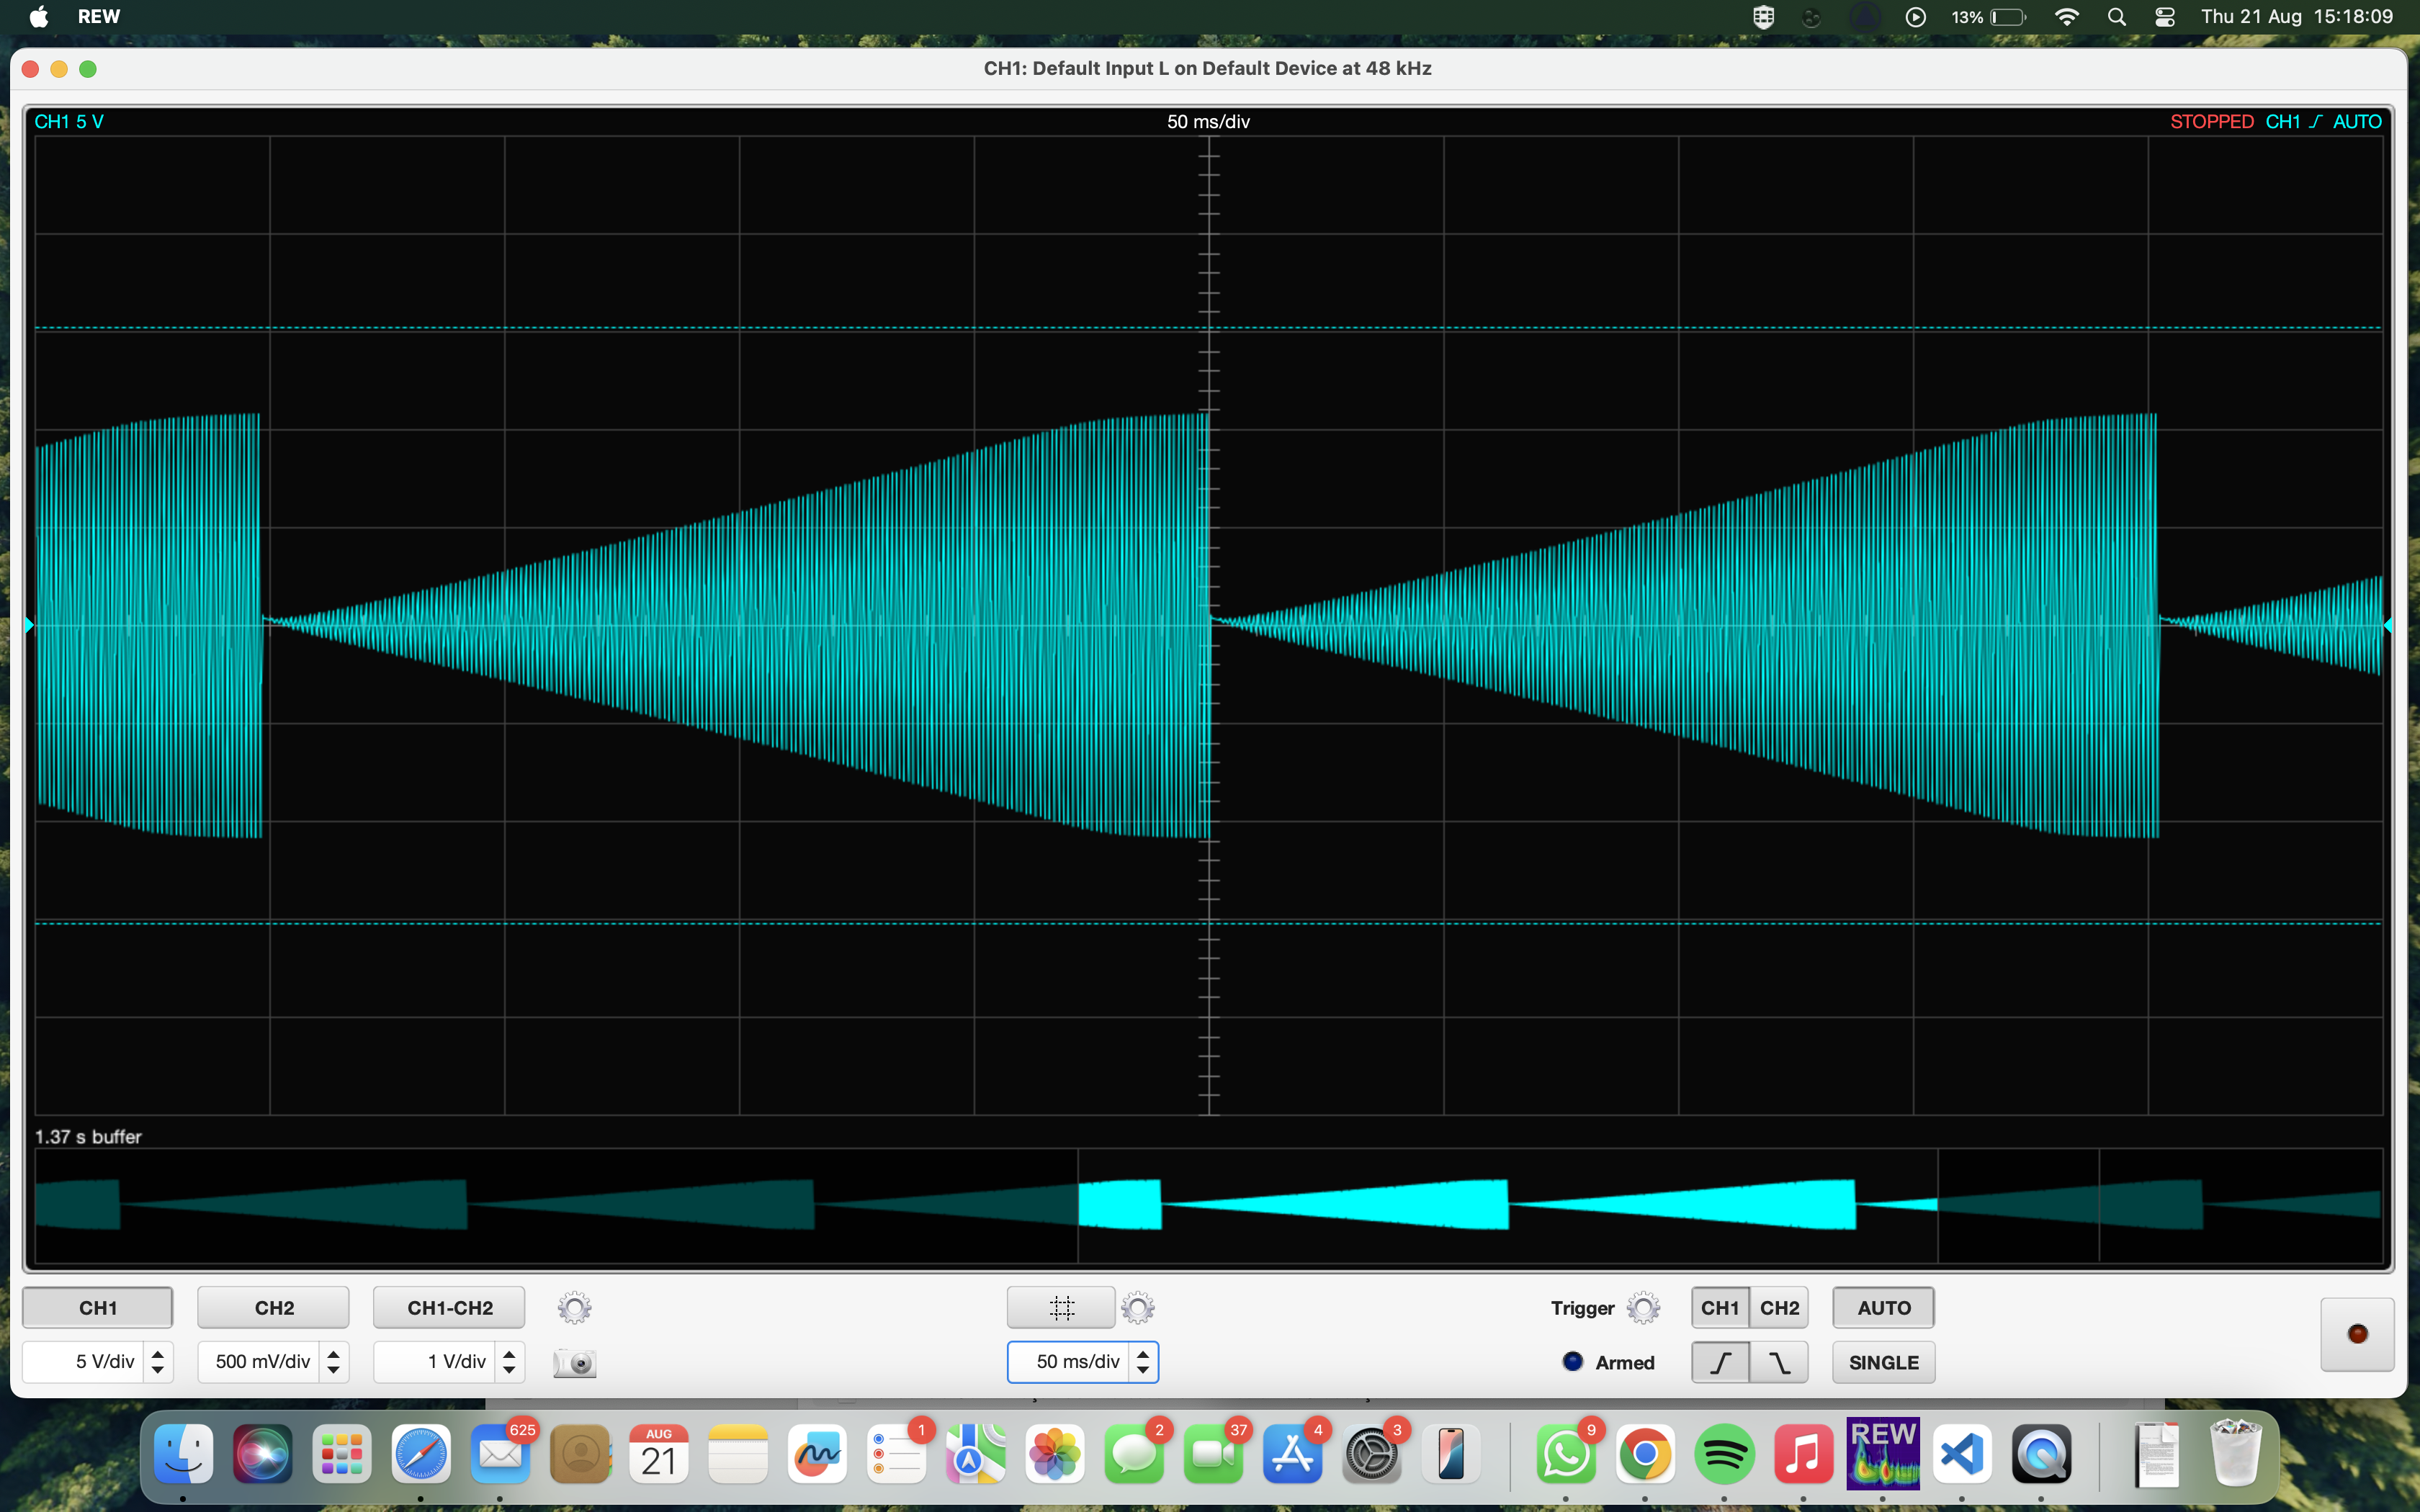 REW
13%
Thu 21 Aug 15:18:09
CH1: Default Input L on Default Device at 48 kHz
CH1 5 V
50 ms/div
STOPPED CH1 AUTO
1.37 s buffer
CH1
CH2
CH1-CH2
Trigger
CH1
CH2
AUTO
5 V/div
500 mV/div
1 V/div
50 ms/div
Armed
SINGLE
625
AUG
21
1
2
37
4
3
9
REW